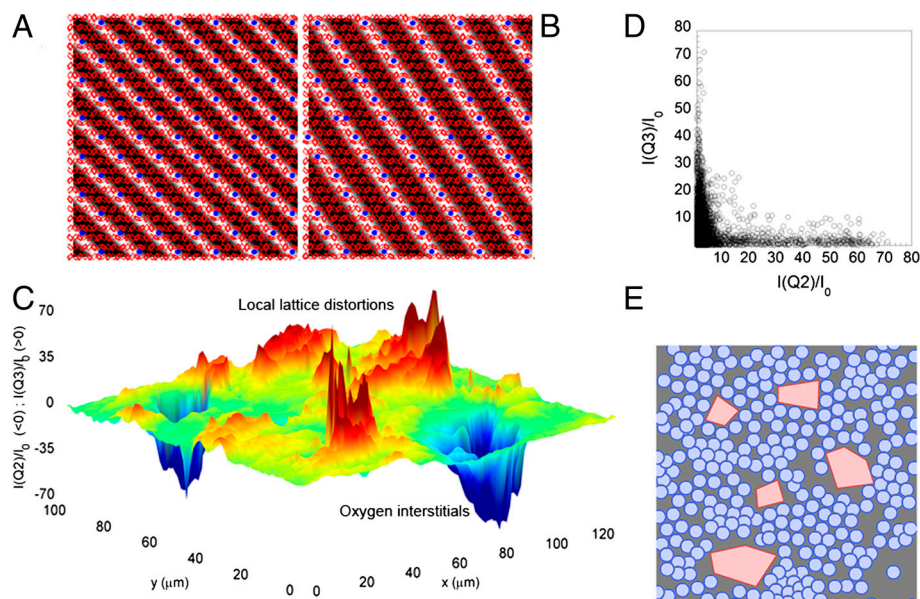 A
B
C
Local lattice distortions
Oxygen interstitials
I(Q2)/I0 (<0) ; I(Q3)/I0 (>0)
70
35
0
-35
-70
100
80
60
40
20
0
y (μm)
0
20
40
60
80
100
120
x (μm)
D
80
70
60
50
40
30
20
10
I(Q3)/I0
10 20 30 40 50 60 70 80
I(Q2)/I0
E